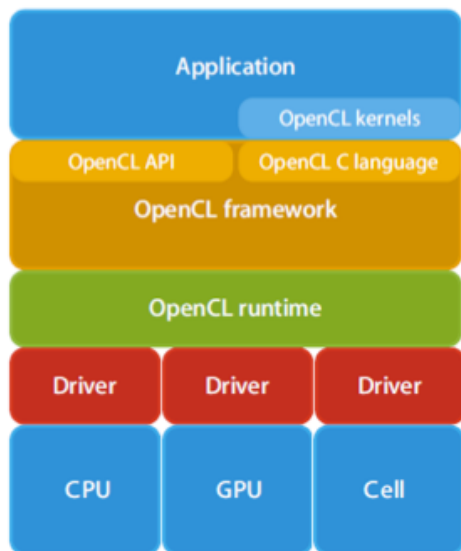 Application
OpenCL kernels
OpenCL API OpenCL C language
OpenCL framework
OpenCL runtime
Driver Driver Driver
CPU GPU Cell